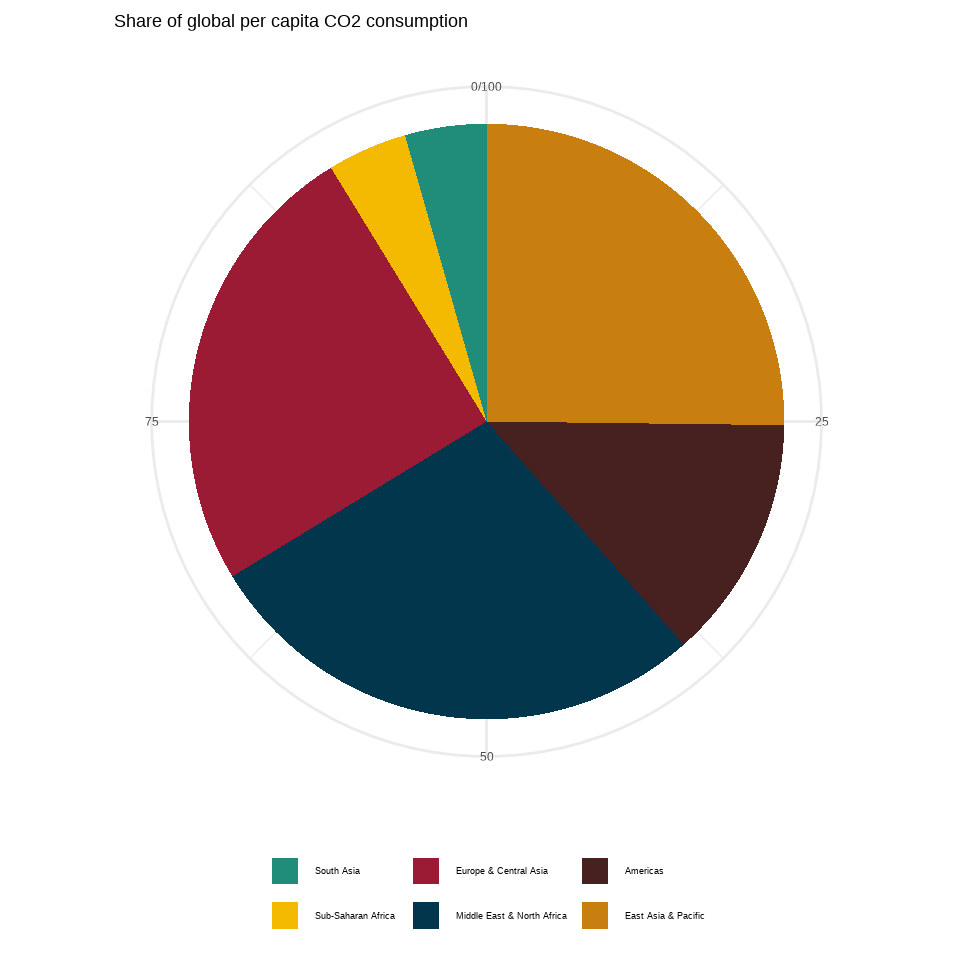 Share of global per capita CO2 consumption
0/100
75
25
50
South Asia
Europe & Central Asia
Americas
Sub-Saharan Africa
Middle East & North Africa
East Asia & Pacific